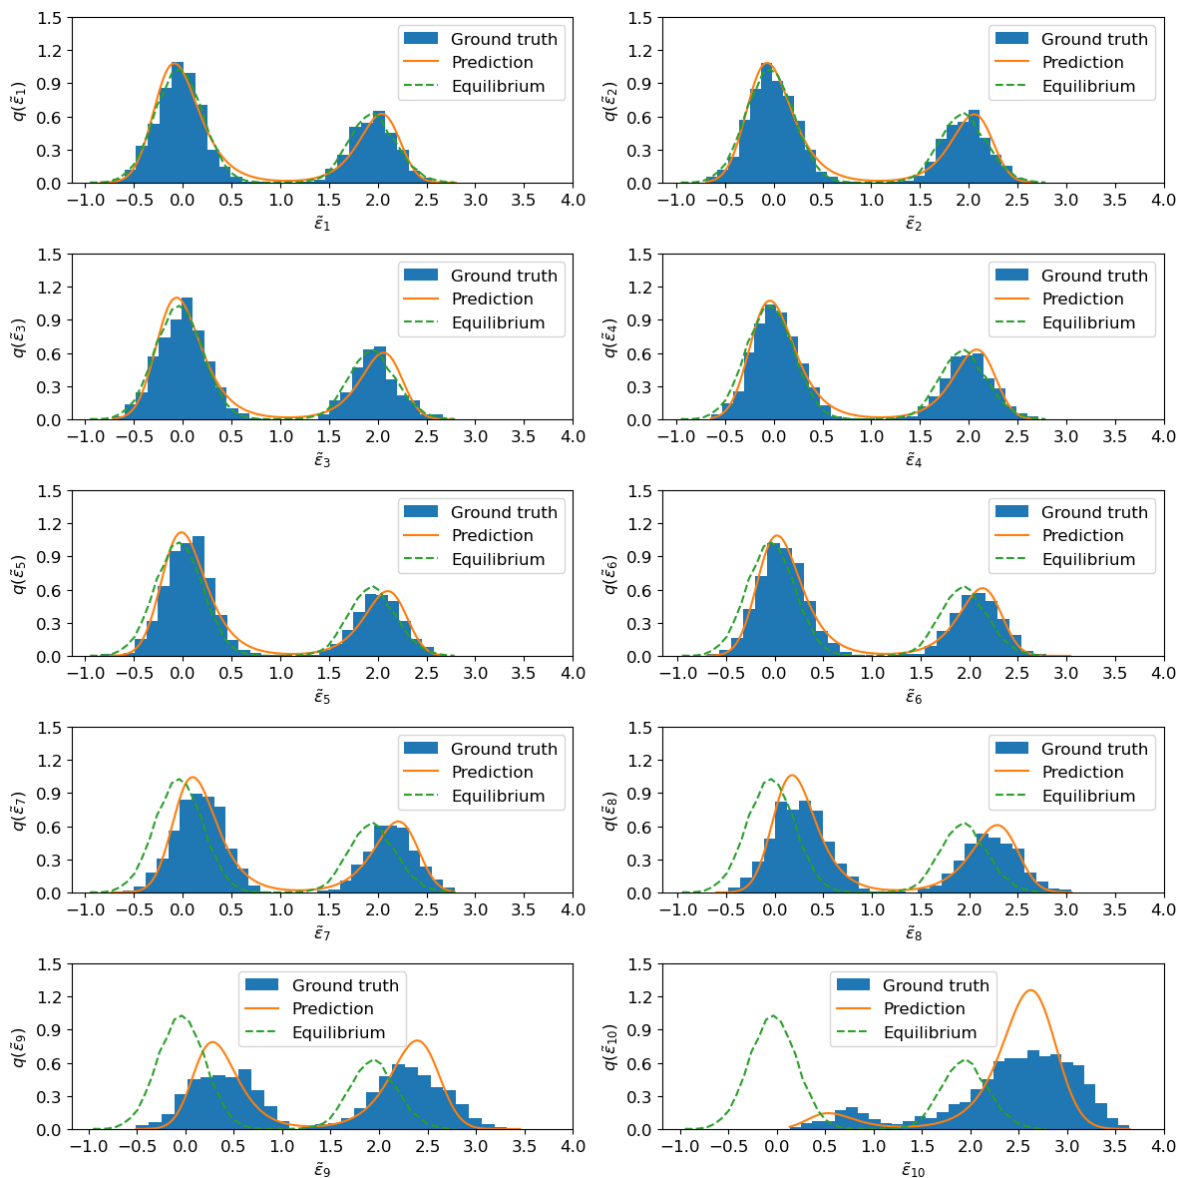 1.5
1.2
0.9
0.6
0.3
0.0
q(ε̃₁)
Ground truth
Prediction
Equilibrium
−1.0 −0.5 0.0 0.5 1.0 1.5 2.0 2.5 3.0 3.5 4.0
ε̃₁
1.5
1.2
0.9
0.6
0.3
0.0
q(ε̃₂)
Ground truth
Prediction
Equilibrium
−1.0 −0.5 0.0 0.5 1.0 1.5 2.0 2.5 3.0 3.5 4.0
ε̃₂
1.5
1.2
0.9
0.6
0.3
0.0
q(ε̃₃)
Ground truth
Prediction
Equilibrium
−1.0 −0.5 0.0 0.5 1.0 1.5 2.0 2.5 3.0 3.5 4.0
ε̃₃
1.5
1.2
0.9
0.6
0.3
0.0
q(ε̃₄)
Ground truth
Prediction
Equilibrium
−1.0 −0.5 0.0 0.5 1.0 1.5 2.0 2.5 3.0 3.5 4.0
ε̃₄
1.5
1.2
0.9
0.6
0.3
0.0
q(ε̃₅)
Ground truth
Prediction
Equilibrium
−1.0 −0.5 0.0 0.5 1.0 1.5 2.0 2.5 3.0 3.5 4.0
ε̃₅
1.5
1.2
0.9
0.6
0.3
0.0
q(ε̃₆)
Ground truth
Prediction
Equilibrium
−1.0 −0.5 0.0 0.5 1.0 1.5 2.0 2.5 3.0 3.5 4.0
ε̃₆
1.5
1.2
0.9
0.6
0.3
0.0
q(ε̃₇)
Ground truth
Prediction
Equilibrium
−1.0 −0.5 0.0 0.5 1.0 1.5 2.0 2.5 3.0 3.5 4.0
ε̃₇
1.5
1.2
0.9
0.6
0.3
0.0
q(ε̃₈)
Ground truth
Prediction
Equilibrium
−1.0 −0.5 0.0 0.5 1.0 1.5 2.0 2.5 3.0 3.5 4.0
ε̃₈
1.5
1.2
0.9
0.6
0.3
0.0
q(ε̃₉)
Ground truth
Prediction
Equilibrium
−1.0 −0.5 0.0 0.5 1.0 1.5 2.0 2.5 3.0 3.5 4.0
ε̃₉
1.5
1.2
0.9
0.6
0.3
0.0
q(ε̃₁₀)
Ground truth
Prediction
Equilibrium
−1.0 −0.5 0.0 0.5 1.0 1.5 2.0 2.5 3.0 3.5 4.0
ε̃₁₀